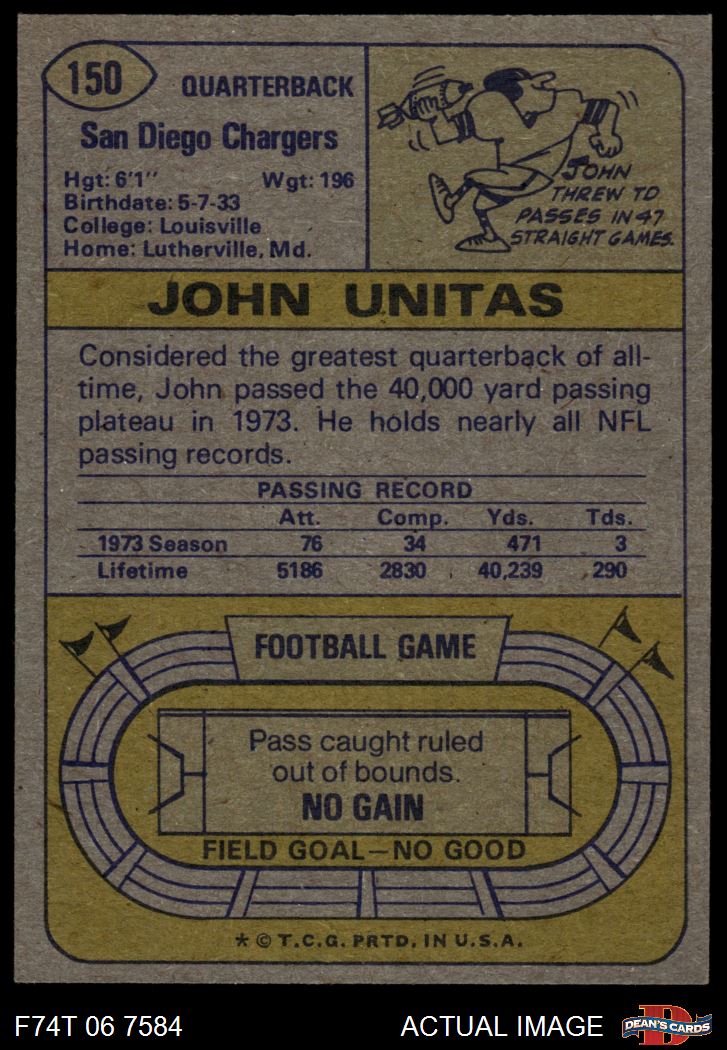 150
QUARTERBACK
San Diego Chargers
Hgt: 6'1" Wgt: 196
Birthdate: 5-7-33
College: Louisville
Home: Lutherville, Md.
JOHN
THREW TD
PASSES IN 47
STRAIGHT GAMES.
JOHN UNITAS
Considered the greatest quarterback of all-
time, John passed the 40,000 yard passing
plateau in 1973. He holds nearly all NFL
passing records.
PASSING RECORD
Att. Comp. Yds. Tds.
1973 Season 76 34 471 3
Lifetime 5186 2830 40,239 290
FOOTBALL GAME
Pass caught ruled
out of bounds.
NO GAIN
FIELD GOAL—NO GOOD
* © T.C.G. PRTD. IN U.S.A.
F74T 06 7584 ACTUAL IMAGE
D
DEAN'S CARDS